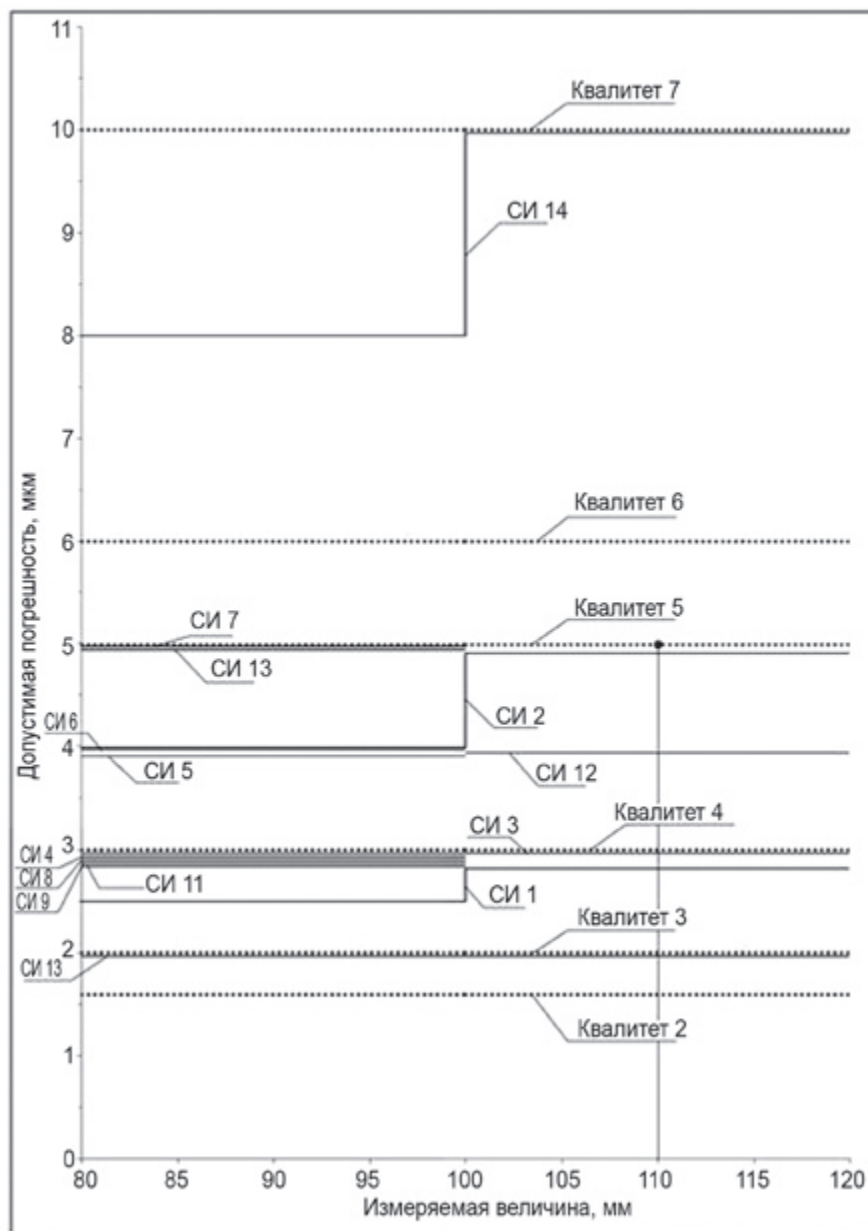 11
Квалитет 7
10
СИ 14
9
8
7
Квалитет 6
6
СИ 7
Квалитет 5
5
СИ 13
СИ 6
СИ 2
4
СИ 5
СИ 12
СИ 3
Квалитет 4
3
СИ 4
СИ 8
СИ 11
СИ 9
СИ 1
Квалитет 3
2
СИ 13
Квалитет 2
1
0
80 85 90 95 100 105 110 115 120
Измеряемая величина, мм
Допустимая погрешность, мкм